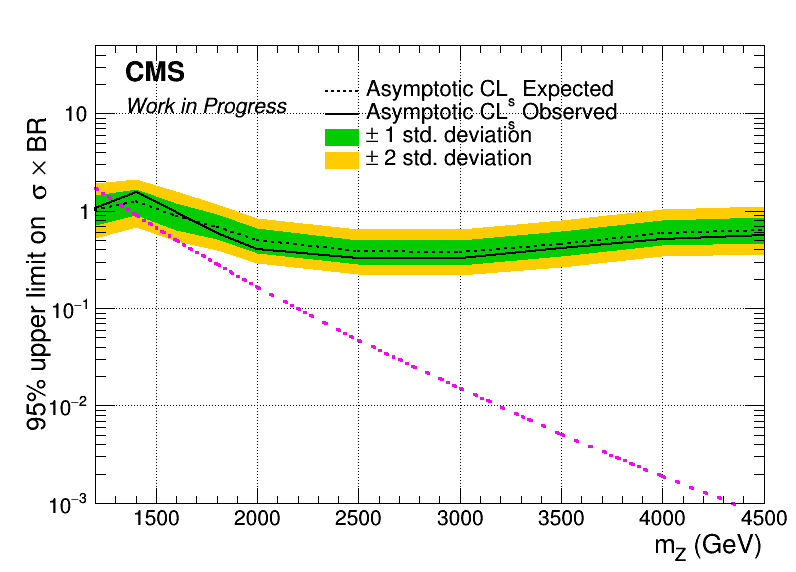 CMS
Work in Progress
Asymptotic CLs Expected
Asymptotic CLs Observed
± 1 std. deviation
± 2 std. deviation
95% upper limit on σ × BR
10
1
10⁻¹
10⁻²
10⁻³
1500 2000 2500 3000 3500 4000 4500
mZ (GeV)